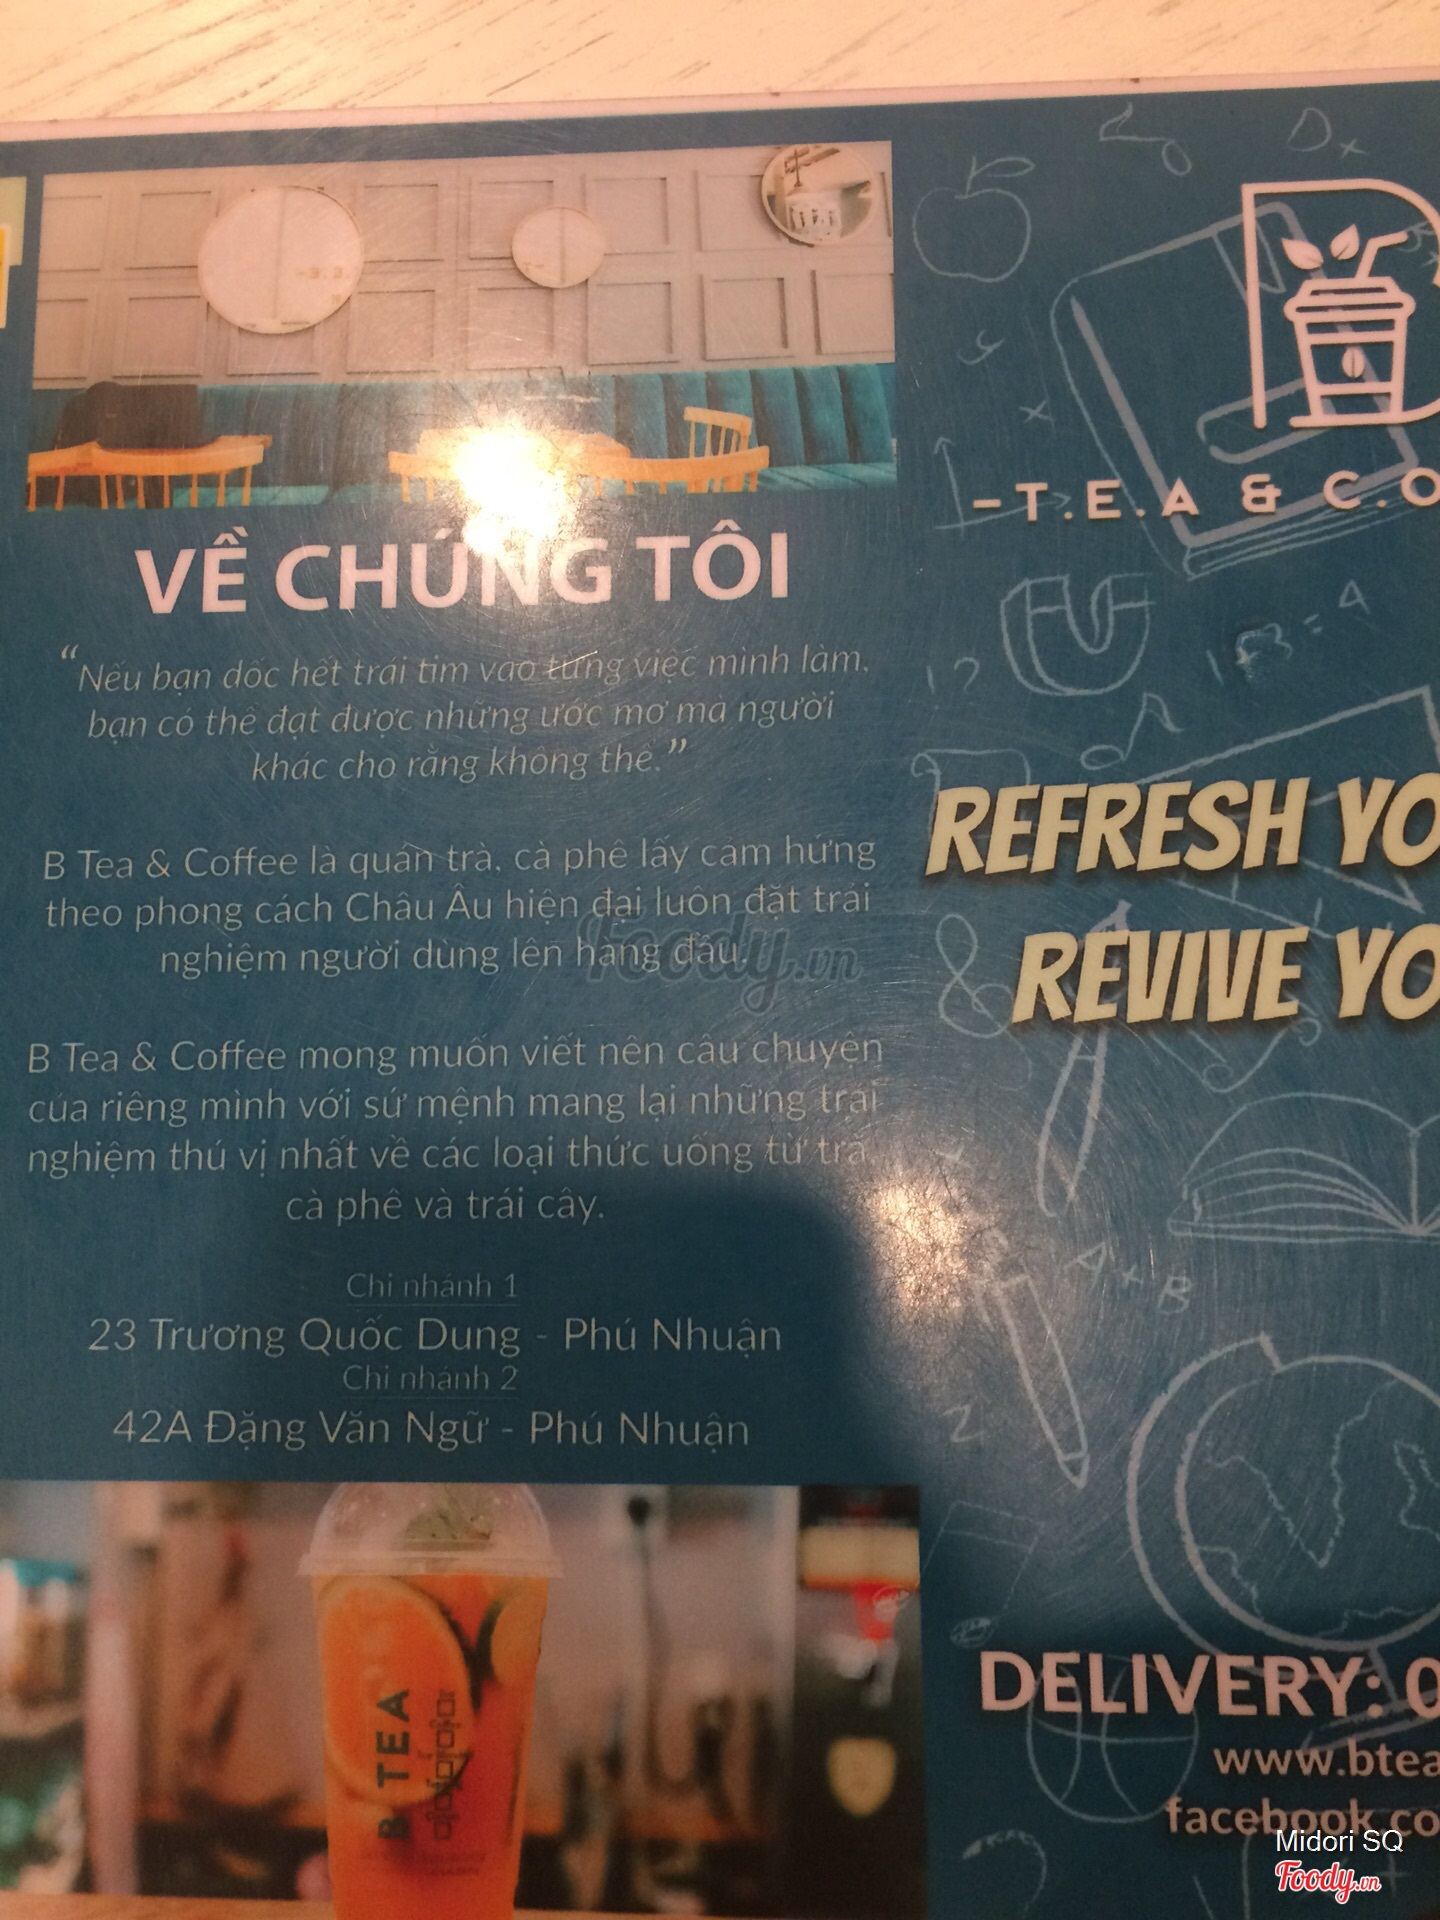 VỀ CHÚNG TÔI
“Nếu bạn dốc hết trái tim vào từng việc mình làm,
bạn có thể đạt được những ước mơ mà người
khác cho rằng không thể.”
B Tea & Coffee là quán trà, cà phê lấy cảm hứng
theo phong cách Châu Âu hiện đại luôn đặt trải
nghiệm người dùng lên hàng đầu.
B Tea & Coffee mong muốn viết nên câu chuyện
của riêng mình với sứ mệnh mang lại những trải
nghiệm thú vị nhất về các loại thức uống từ trà
cà phê và trái cây.
Chi nhánh 1
23 Trương Quốc Dung - Phú Nhuận
Chi nhánh 2
42A Đặng Văn Ngữ - Phú Nhuận
B TEA
-T.E.A & C.O
REFRESH YO
REVIVE YO
A + B
DELIVERY: 0
www.btea
facebook.co
Foody.vn
Midori SQ
Foody.vn